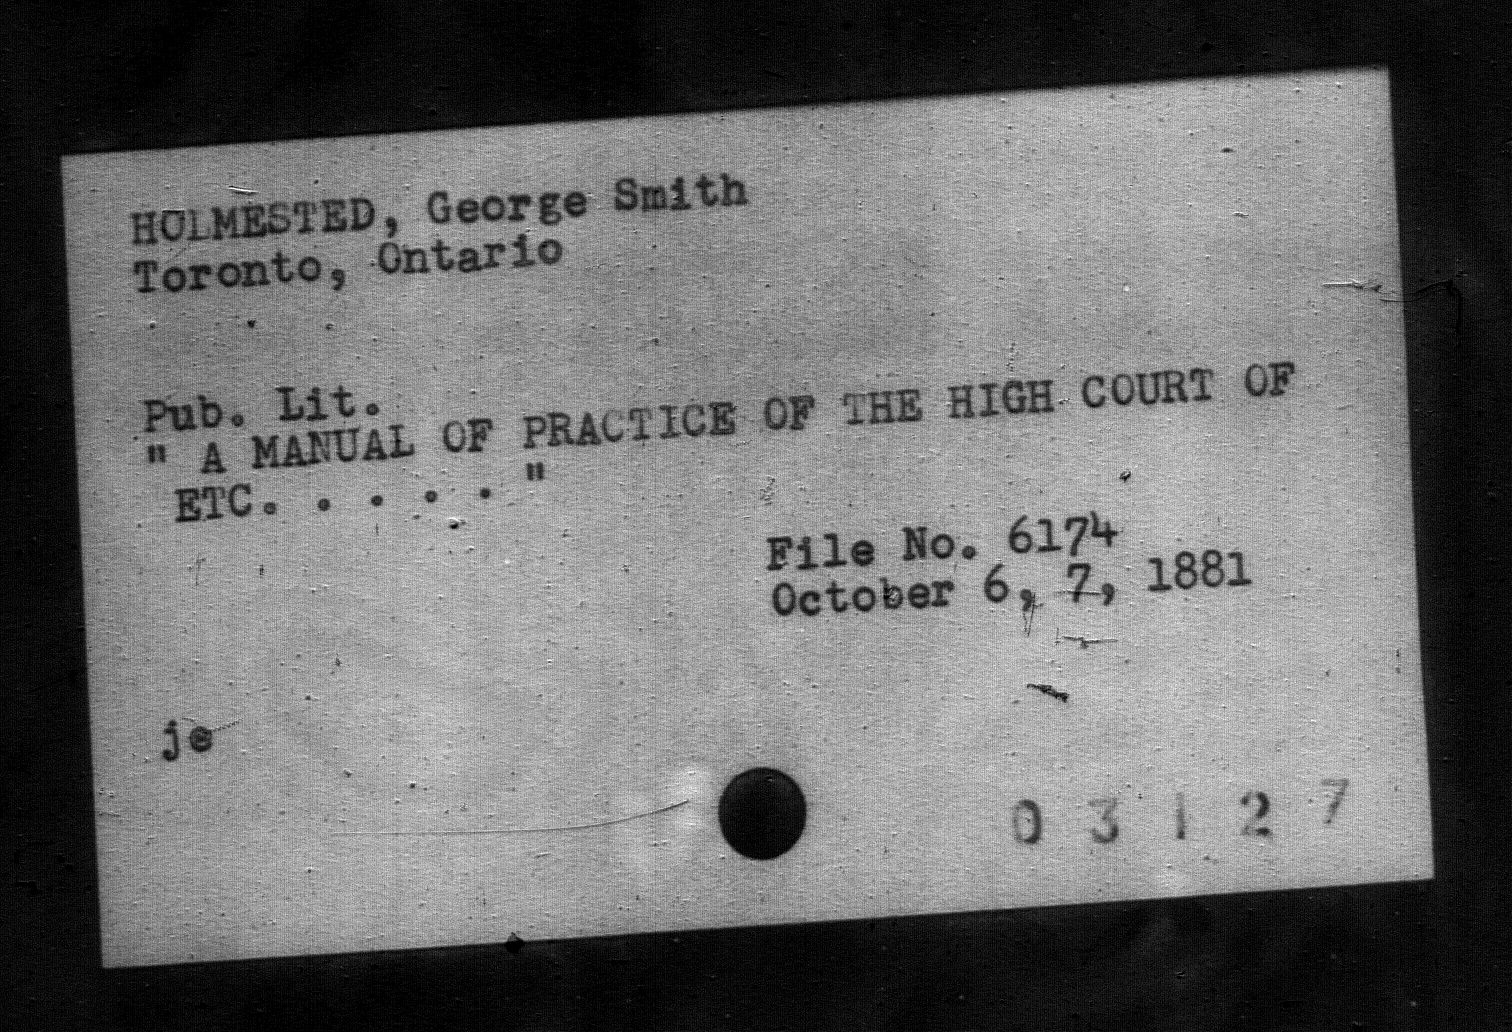 HOLMESTED, George Smith
Toronto, Ontario
Pub. Lit.
" A MANUAL OF PRACTICE OF THE HIGH COURT OF
ETC. . . . . "
File No. 6174
October 6, 7, 1881
je
0 3 1 2 7